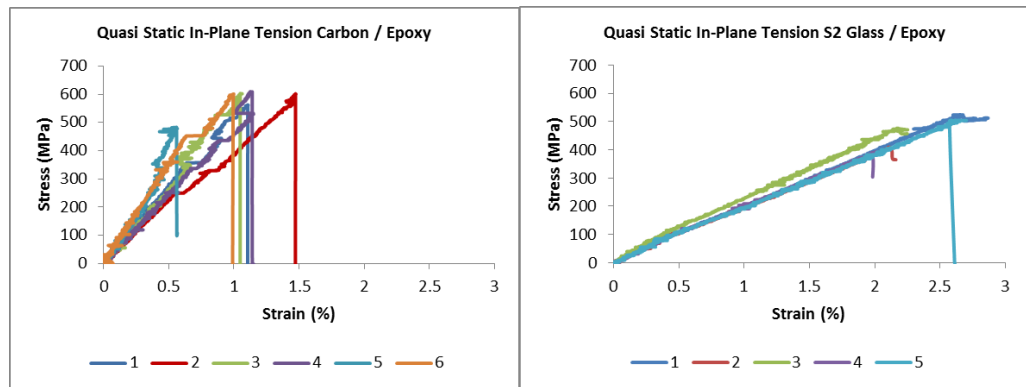 Quasi Static In-Plane Tension Carbon / Epoxy
700
600
500
400
300
200
100
0
Stress (MPa)
0 0.5 1 1.5 2 2.5 3
Strain (%)
1 2 3 4 5 6
Quasi Static In-Plane Tension S2 Glass / Epoxy
700
600
500
400
300
200
100
0
Stress (MPa)
0 0.5 1 1.5 2 2.5 3
Strain (%)
1 2 3 4 5